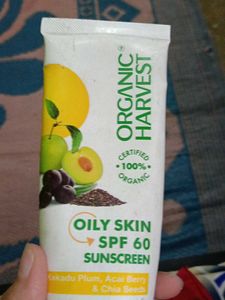 ORGANIC®
HARVEST
CERTIFIED
100%
ORGANIC
OILY SKIN
SPF 60
SUNSCREEN
Kakadu Plum, Acai Berry
& Chia Seeds